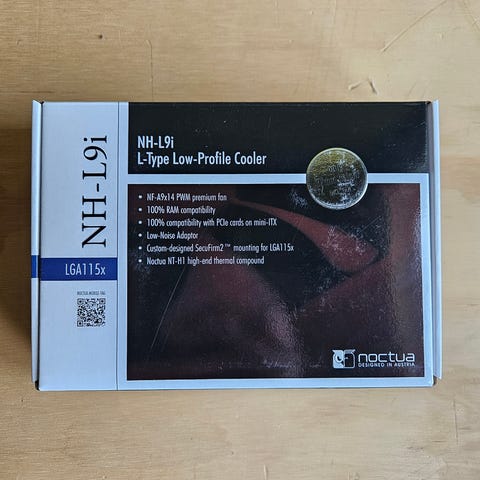 NH-L9i
LGA115x
NH-L9i
L-Type Low-Profile Cooler
• NF-A9x14 PWM premium fan
• 100% RAM compatibility
• 100% compatibility with PCIe cards on mini-ITX
• Low-Noise Adaptor
• Custom-designed SecuFirm2™ mounting for LGA115x
• Noctua NT-H1 high-end thermal compound
noctua
DESIGNED IN AUSTRIA